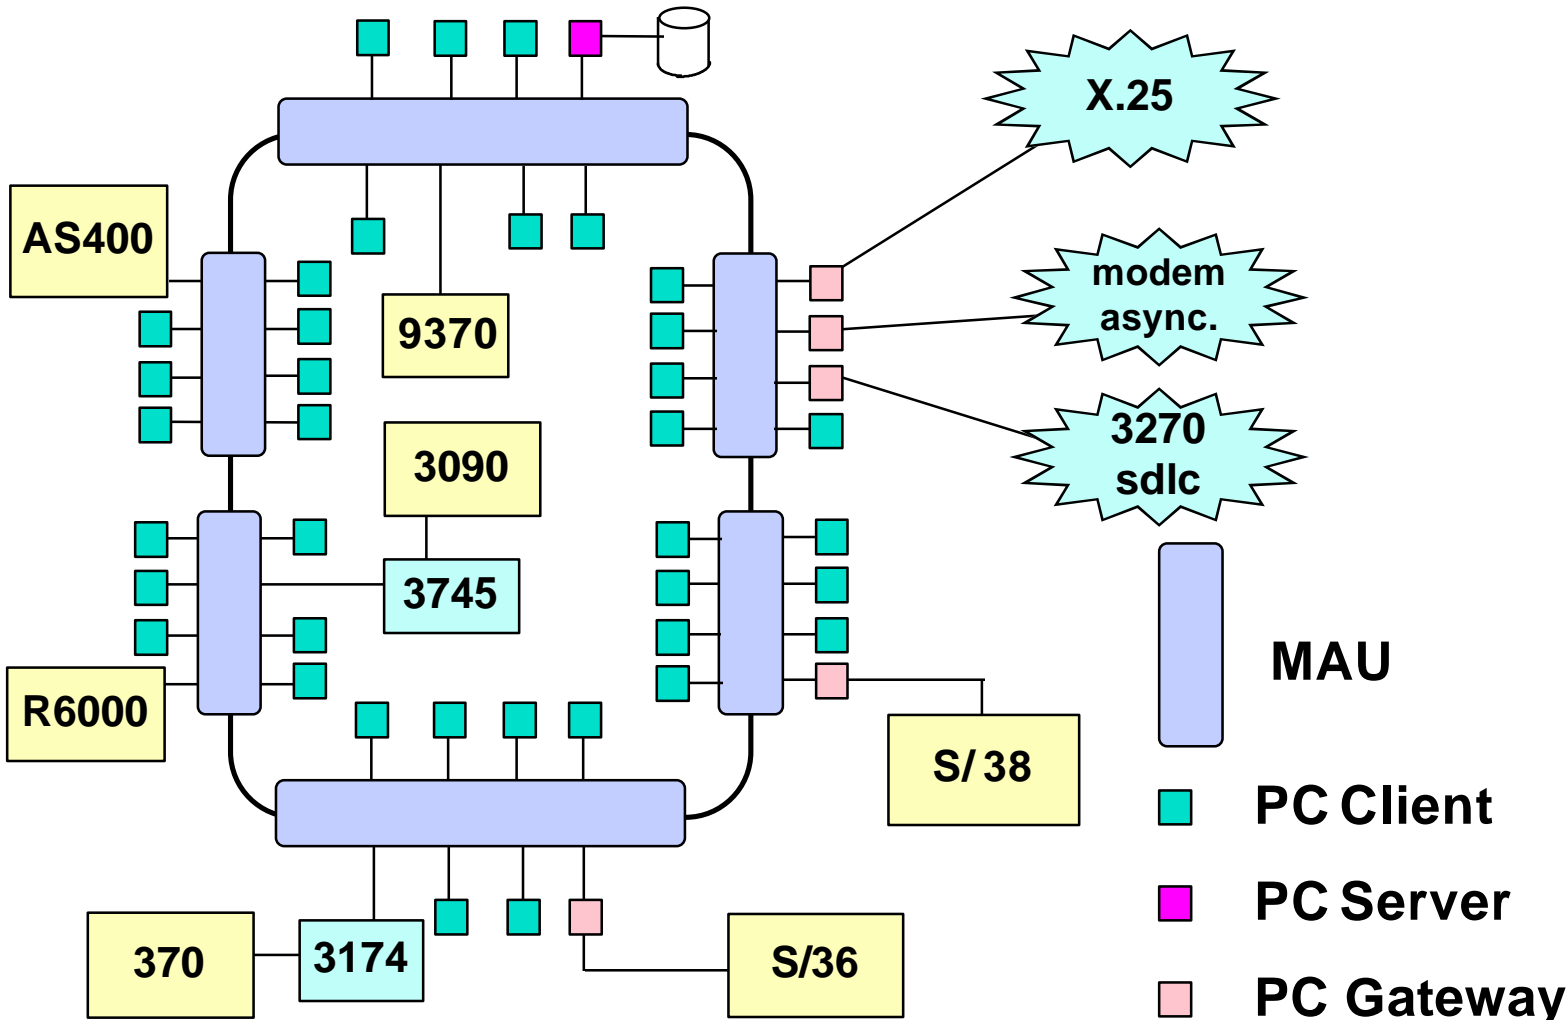 X.25
AS400
modem
async.
9370
3090
3270
sdlc
3745
MAU
R6000
S/ 38
PC Client
PC Server
370
3174
S/36
PC Gateway